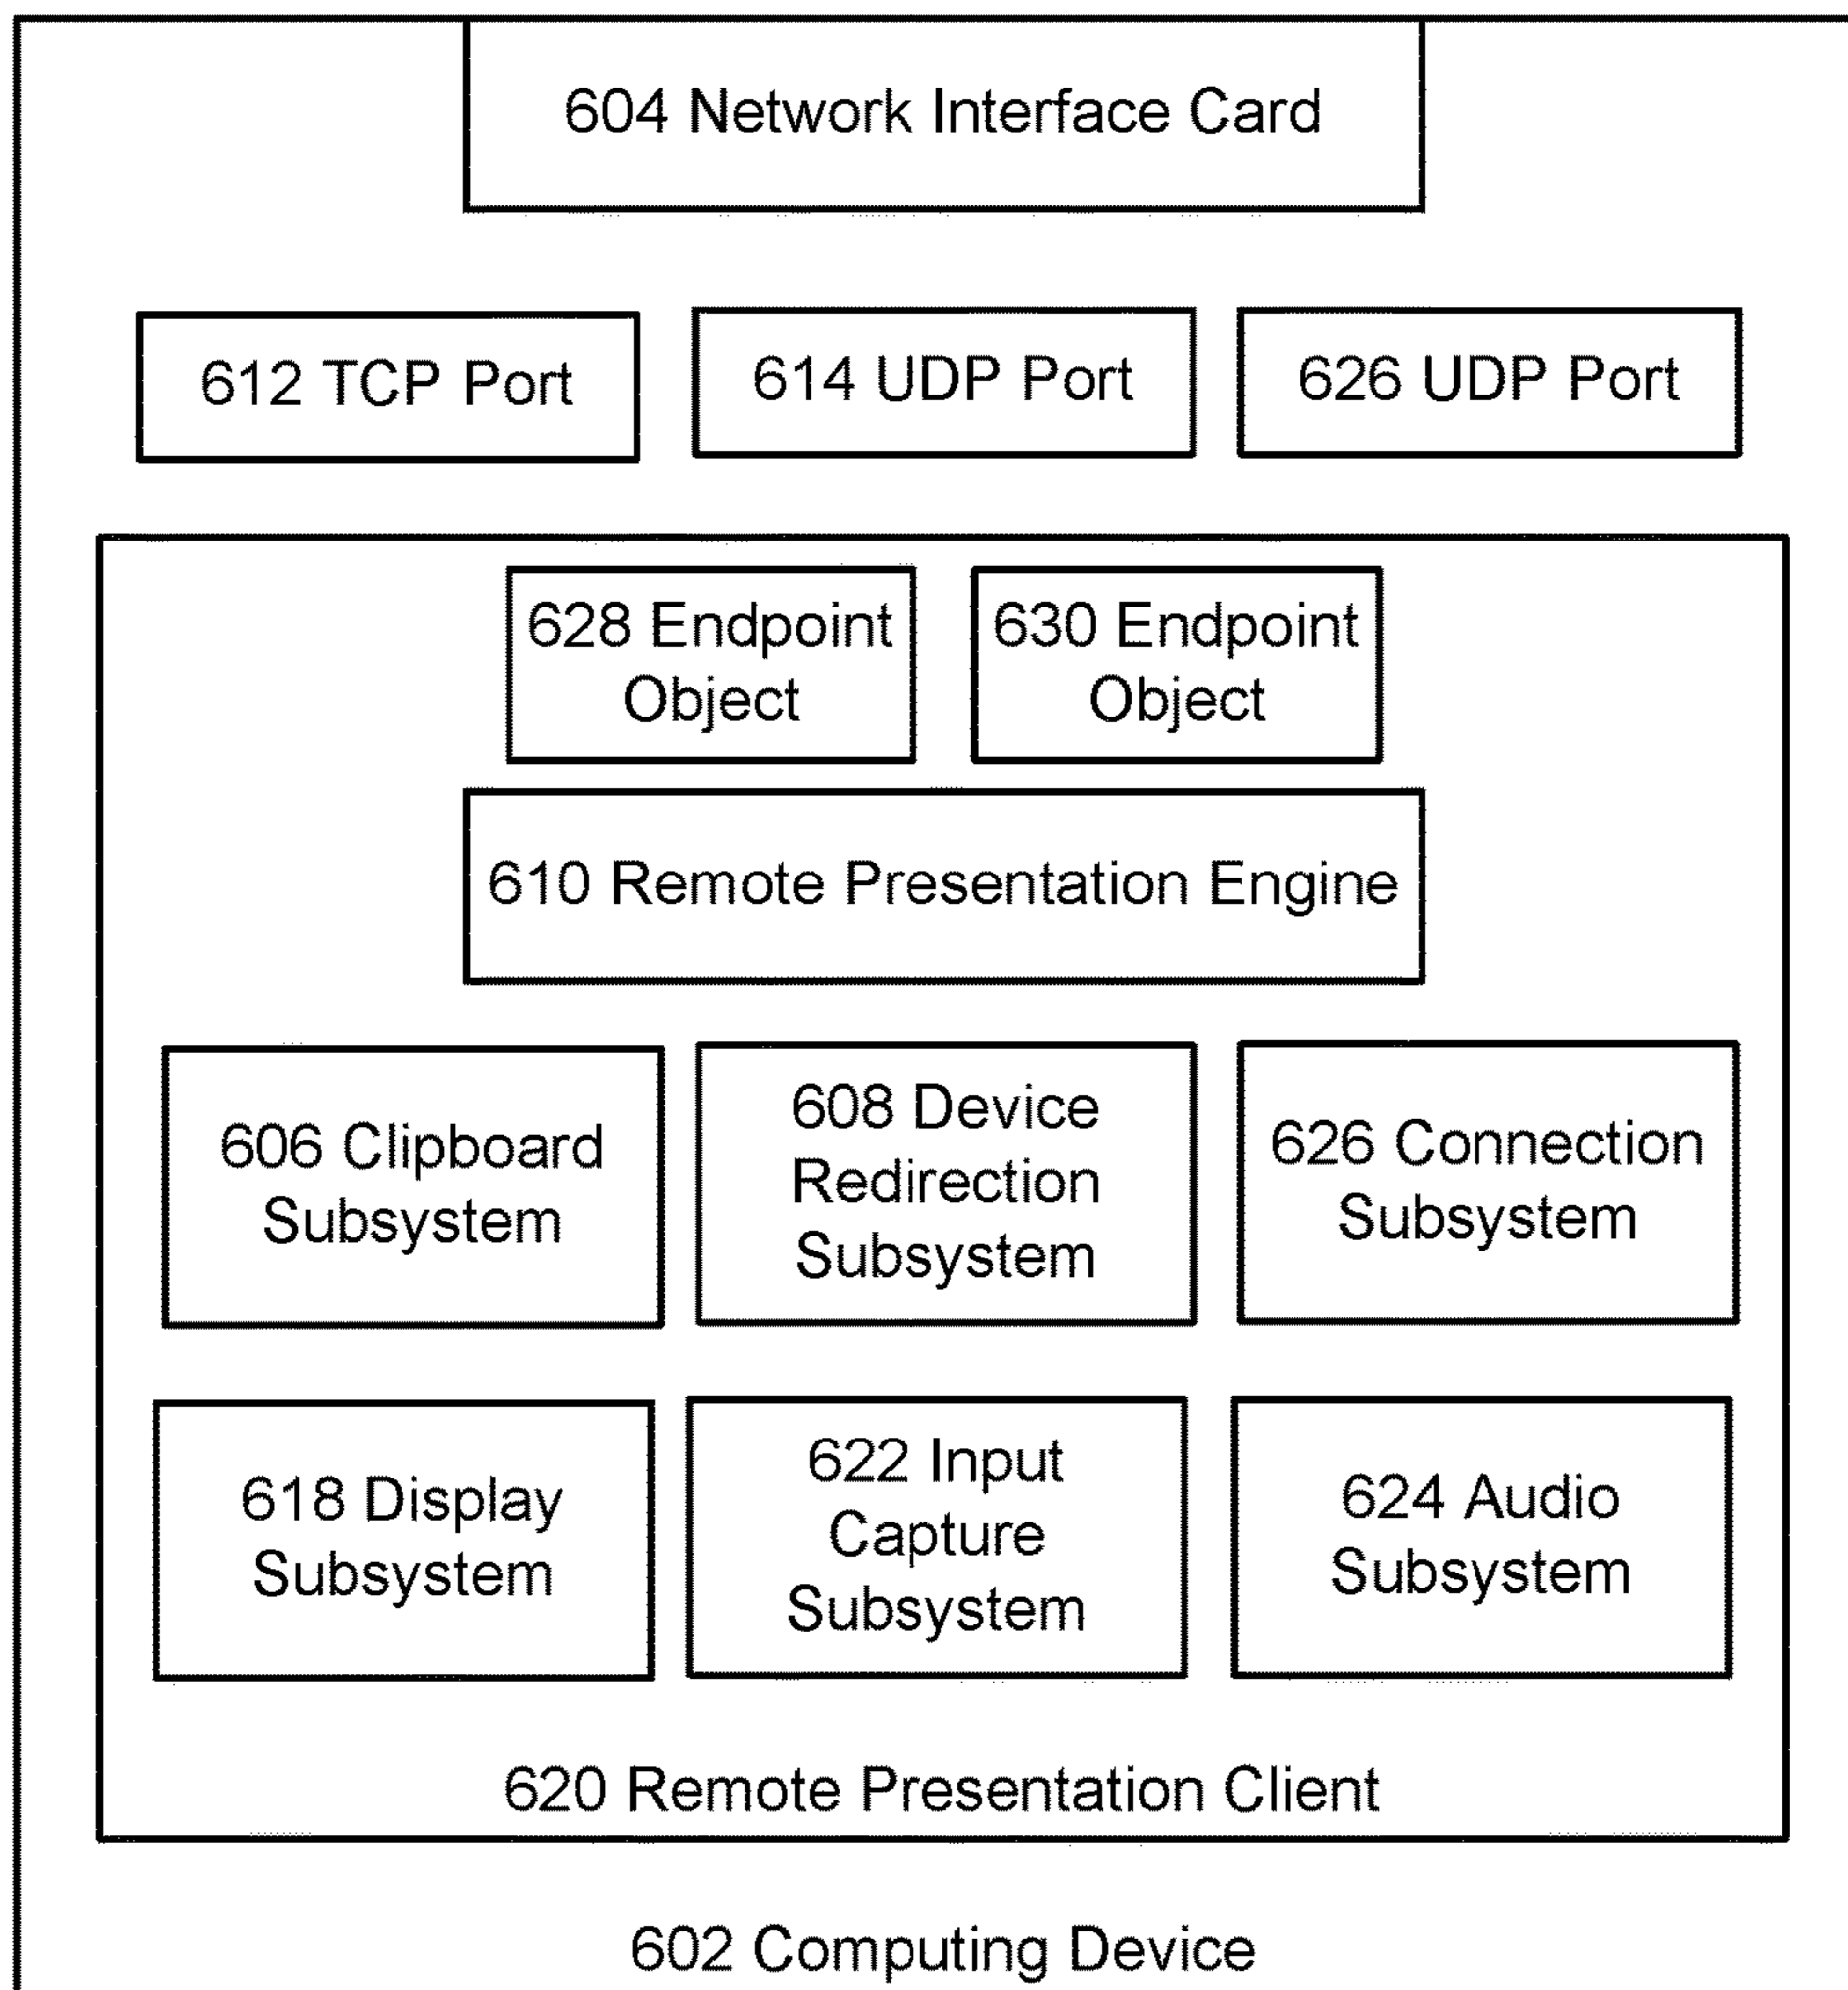 604 Network Interface Card
612 TCP Port
614 UDP Port
626 UDP Port
628 Endpoint
Object
630 Endpoint
Object
610 Remote Presentation Engine
606 Clipboard
Subsystem
608 Device
Redirection
Subsystem
626 Connection
Subsystem
618 Display
Subsystem
622 Input
Capture
Subsystem
624 Audio
Subsystem
620 Remote Presentation Client
602 Computing Device